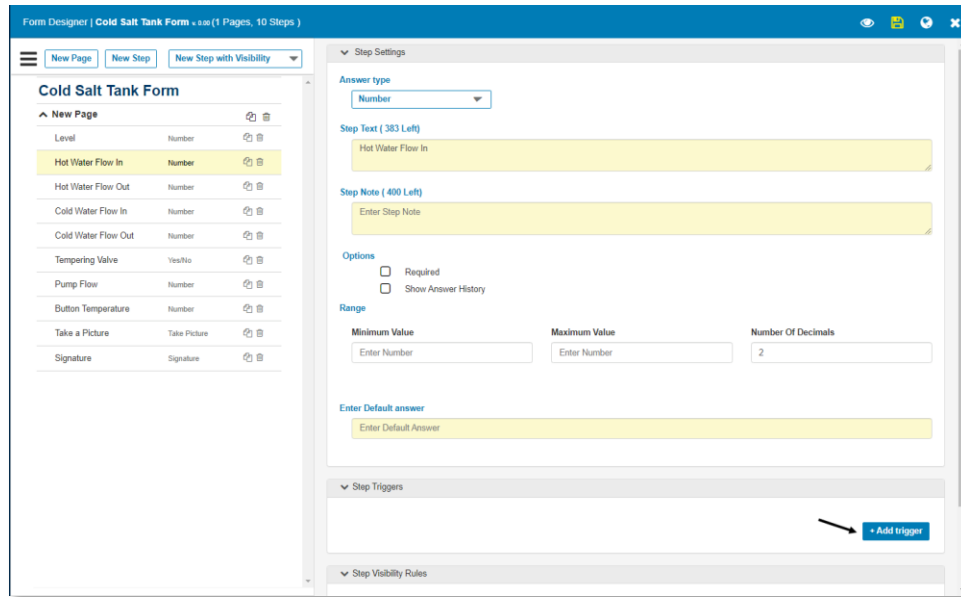 Form Designer | Cold Salt Tank Form v. 0.00 (1 Pages, 10 Steps )
New Page New Step New Step with Visibility
Cold Salt Tank Form
New Page
Level Number
Hot Water Flow In Number
Hot Water Flow Out Number
Cold Water Flow In Number
Cold Water Flow Out Number
Tempering Valve Yes/No
Pump Flow Number
Button Temperature Number
Take a Picture Take Picture
Signature Signature
Step Settings
Answer type
Number
Step Text ( 383 Left)
Hot Water Flow In
Step Note ( 400 Left)
Enter Step Note
Options
Required
Show Answer History
Range
Minimum Value Maximum Value Number Of Decimals
Enter Number Enter Number 2
Enter Default answer
Enter Default Answer
Step Triggers
+ Add trigger
Step Visibility Rules